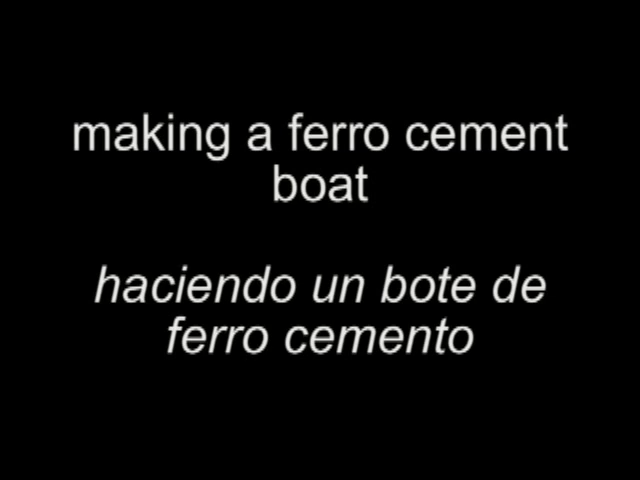 making a ferro cement
boat
haciendo un bote de
ferro cemento